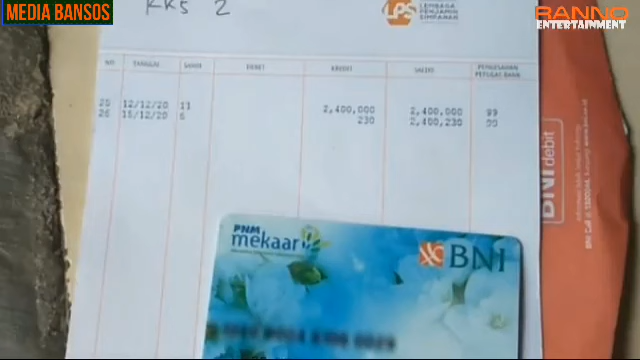 MEDIA BANSOS
RANNO
ENTERTAINMENT
KKS 2
LPS LEMBAGA
PENJAMIN
SIMPANAN
NO. TANGGAL SANDI DEBET KREDIT SALDO PENGESAHAN
PETUGAS BANK
25 12/12/20 11 2,400,000 2,400,000 99
26 15/12/20 6 230 2,400,230 99
BNI debit
PNM
mekaar
BNI